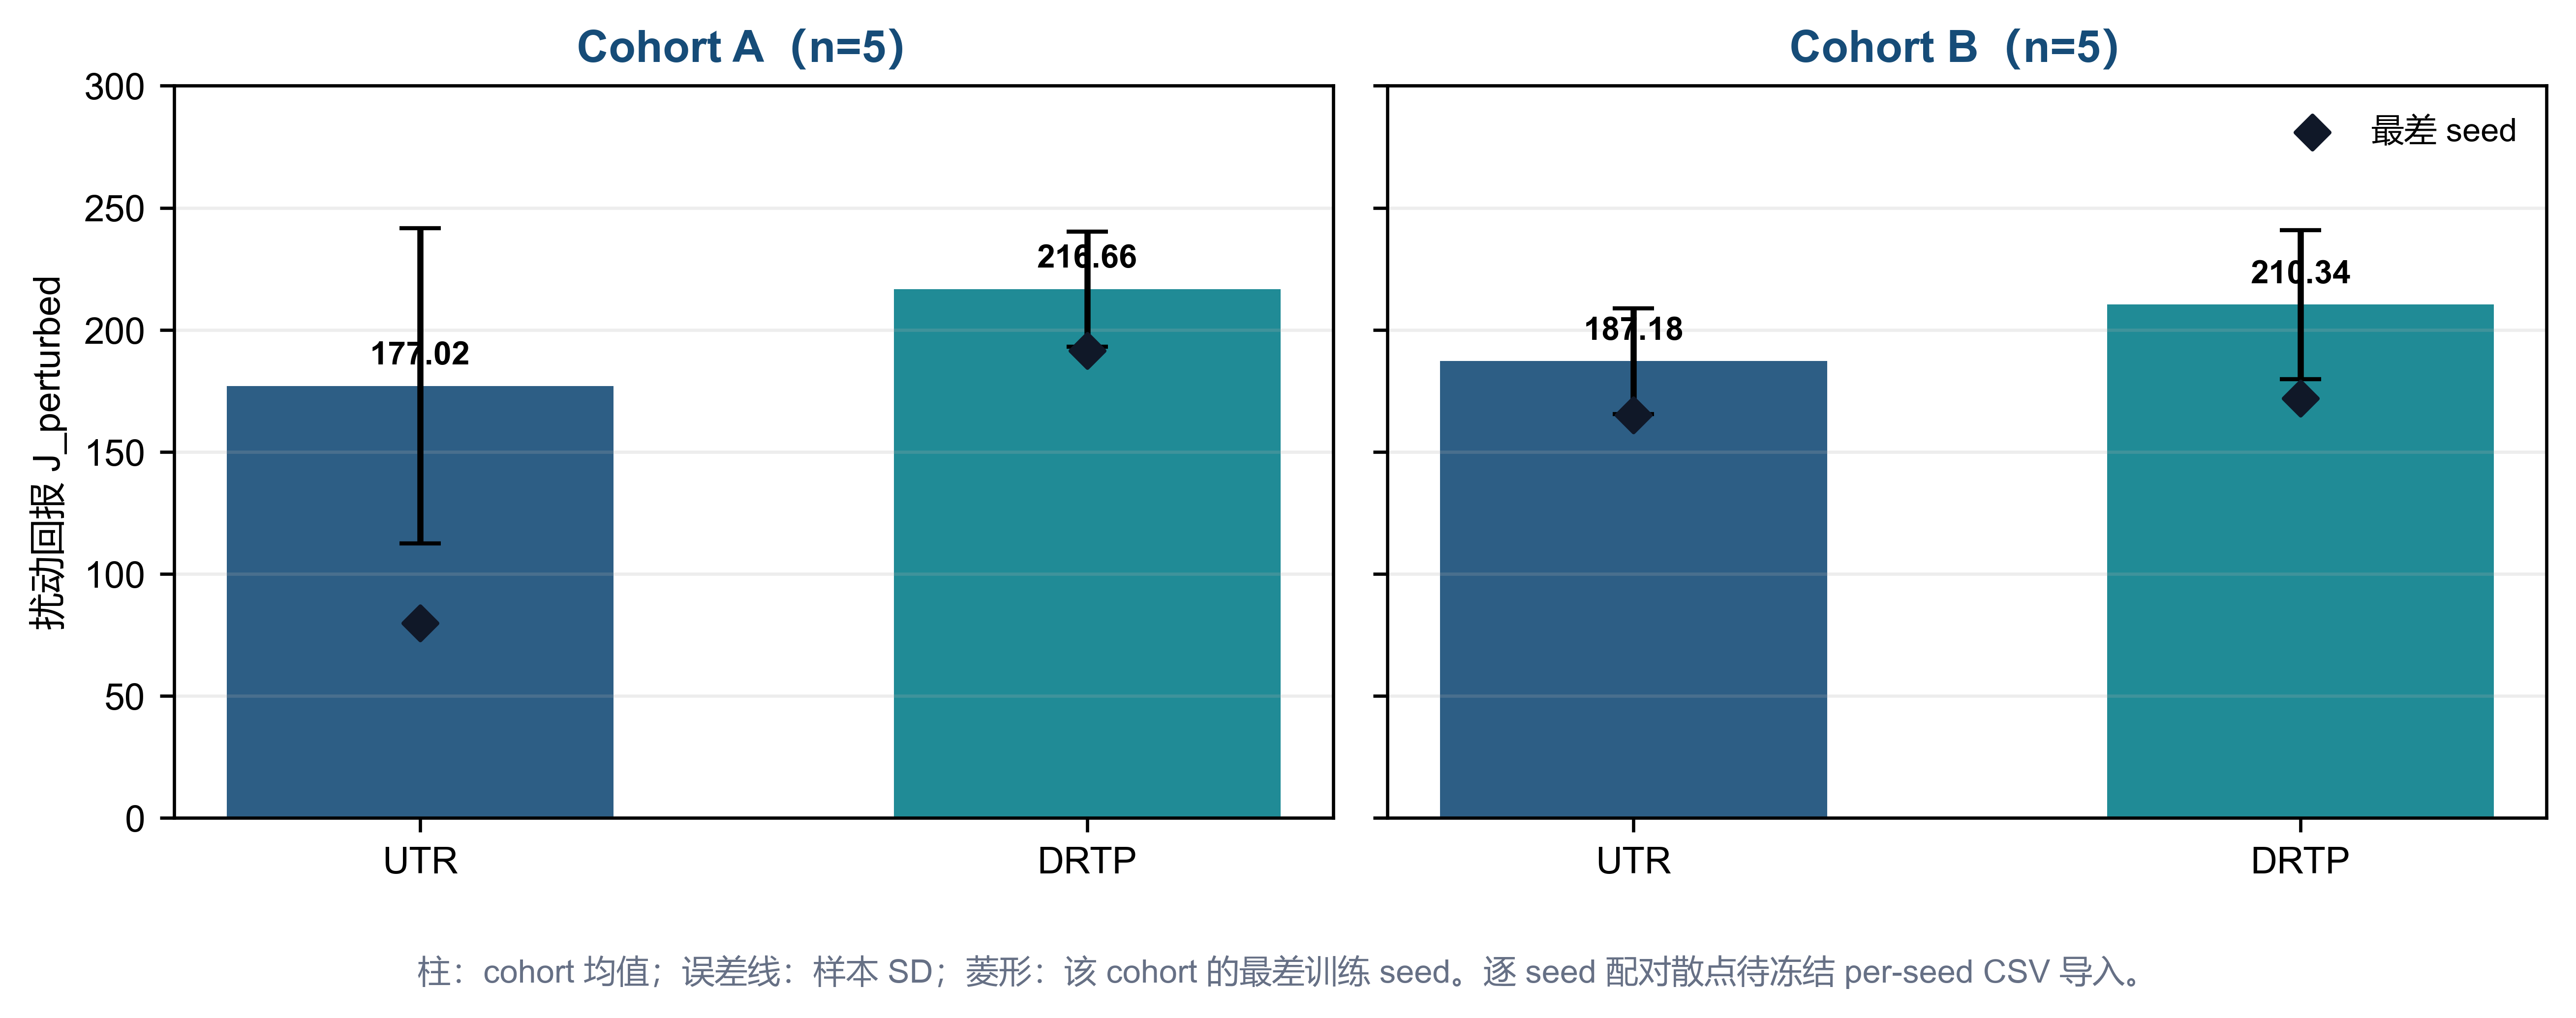 Cohort A（n=5）
Cohort B（n=5）
扰动回报 J_perturbed
300
250
200
150
100
50
0
177.02
216.66
UTR
DRTP
最差 seed
187.18
210.34
UTR
DRTP
柱：cohort 均值；误差线：样本 SD；菱形：该 cohort 的最差训练 seed。逐 seed 配对散点待冻结 per-seed CSV 导入。